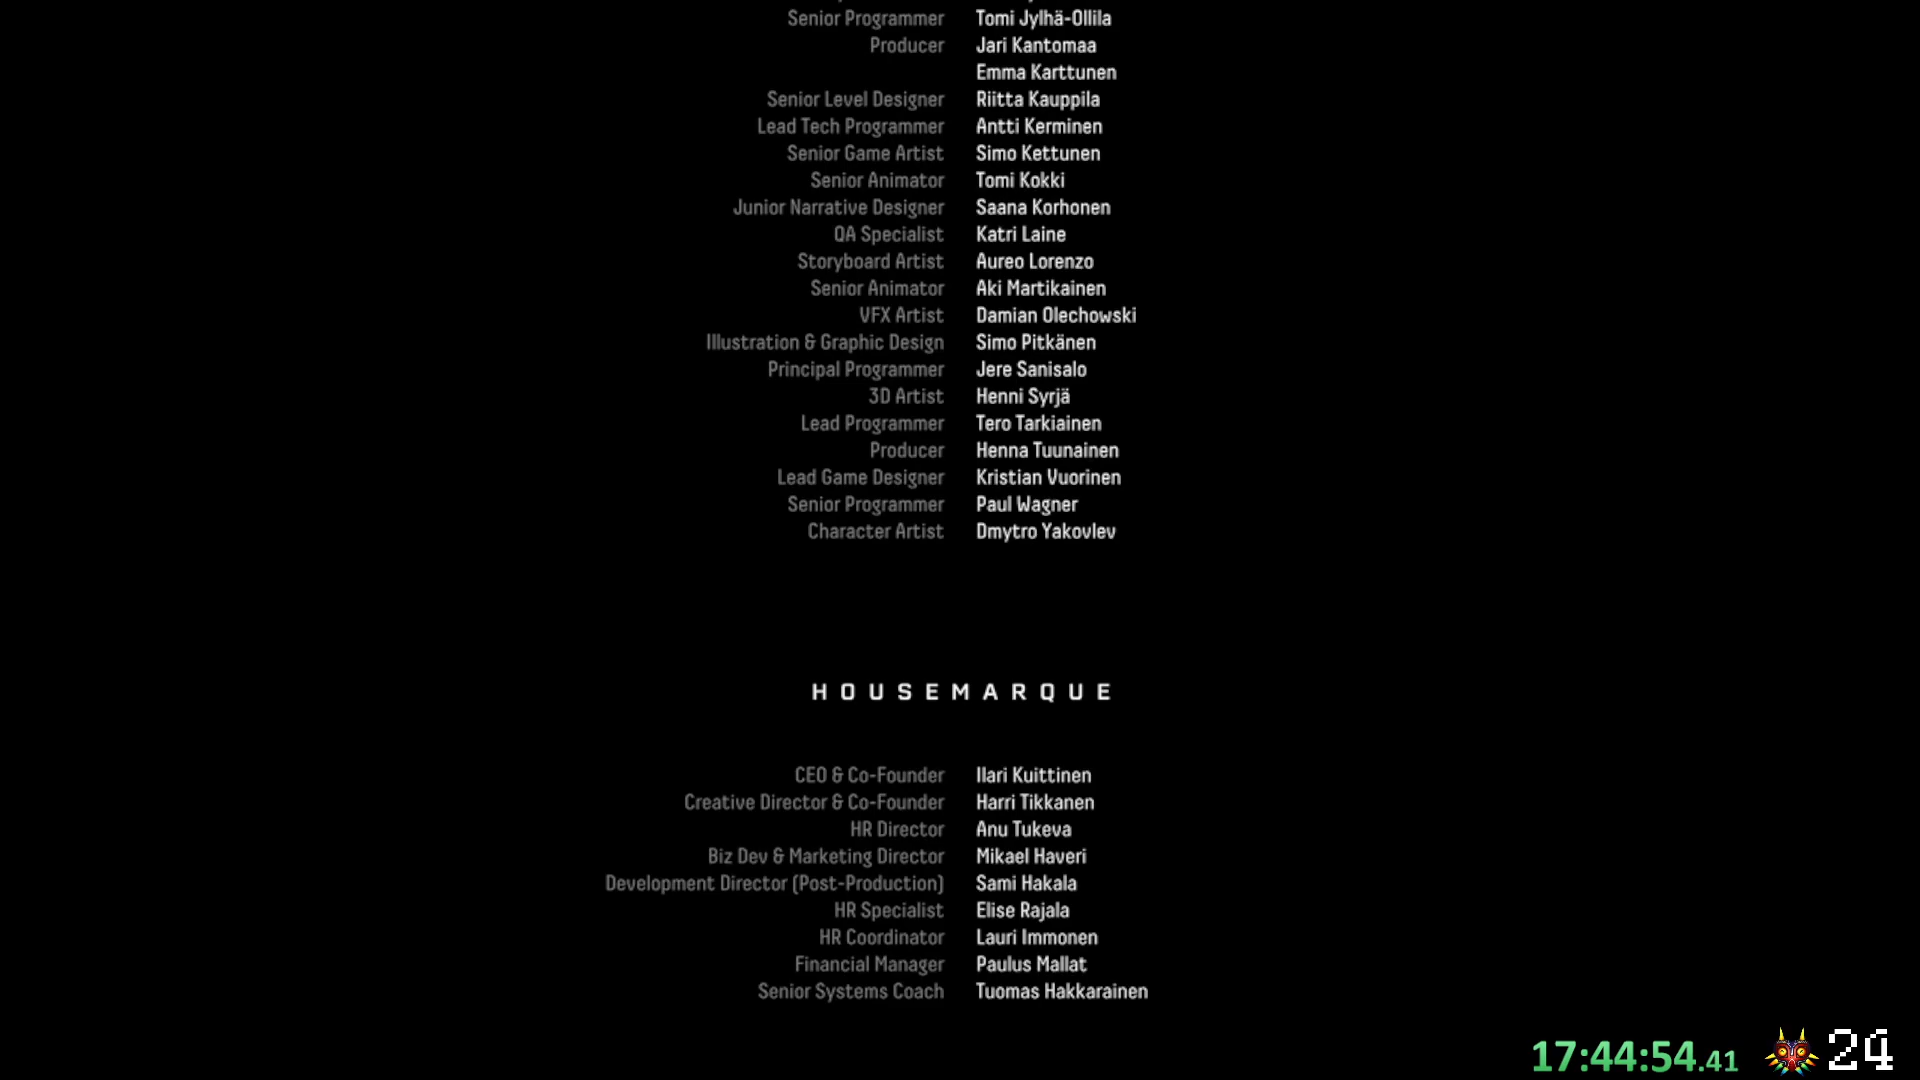 Senior Programmer Tomi Jylhä-Ollila
Producer Jari Kantomaa
Emma Karttunen
Senior Level Designer Riitta Kauppila
Lead Tech Programmer Antti Kerminen
Senior Game Artist Simo Kettunen
Senior Animator Tomi Kokki
Junior Narrative Designer Saana Korhonen
QA Specialist Katri Laine
Storyboard Artist Aureo Lorenzo
Senior Animator Aki Martikainen
VFX Artist Damian Olechowski
Illustration & Graphic Design Simo Pitkänen
Principal Programmer Jere Sanisalo
3D Artist Henni Syrjä
Lead Programmer Tero Tarkiainen
Producer Henna Tuunainen
Lead Game Designer Kristian Vuorinen
Senior Programmer Paul Wagner
Character Artist Dmytro Yakovlev
HOUSEMARQUE
CEO & Co-Founder Ilari Kuittinen
Creative Director & Co-Founder Harri Tikkanen
HR Director Anu Tukeva
Biz Dev & Marketing Director Mikael Haveri
Development Director (Post-Production) Sami Hakala
HR Specialist Elise Rajala
HR Coordinator Lauri Immonen
Financial Manager Paulus Mallat
Senior Systems Coach Tuomas Hakkarainen
17:44:54.41 24